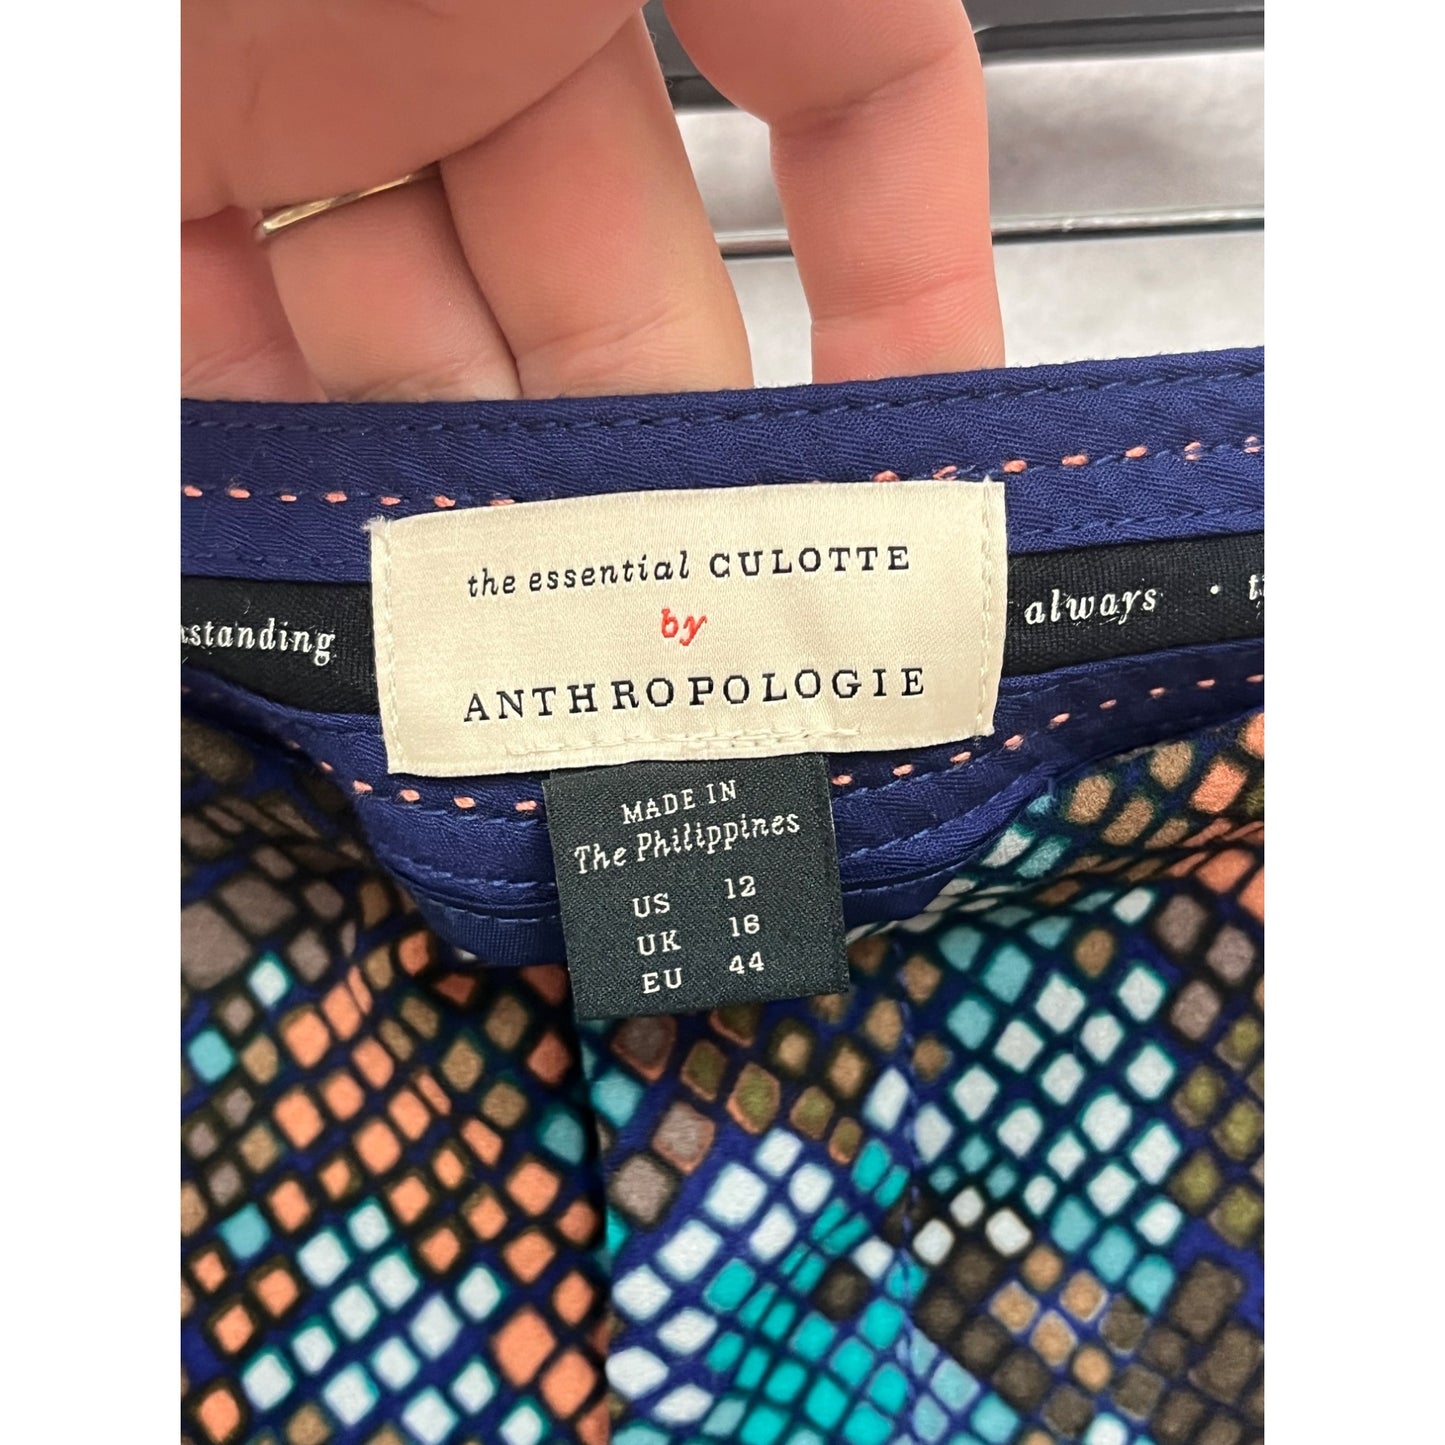 the essential CULOTTE
by
ANTHROPOLOGIE
standing
always •
MADE IN
The Philippines
US 12
UK 16
EU 44